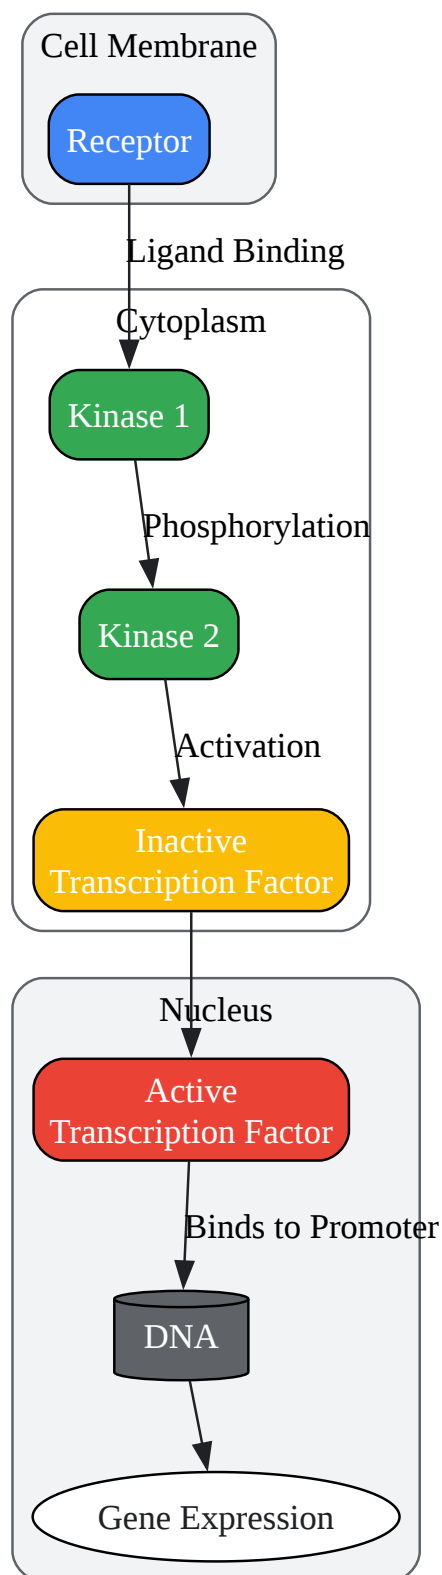 Cell Membrane
Receptor
Ligand Binding
Cytoplasm
Kinase 1
Phosphorylation
Kinase 2
Activation
Inactive
Transcription Factor
Nucleus
Active
Transcription Factor
Binds to Promoter
DNA
Gene Expression